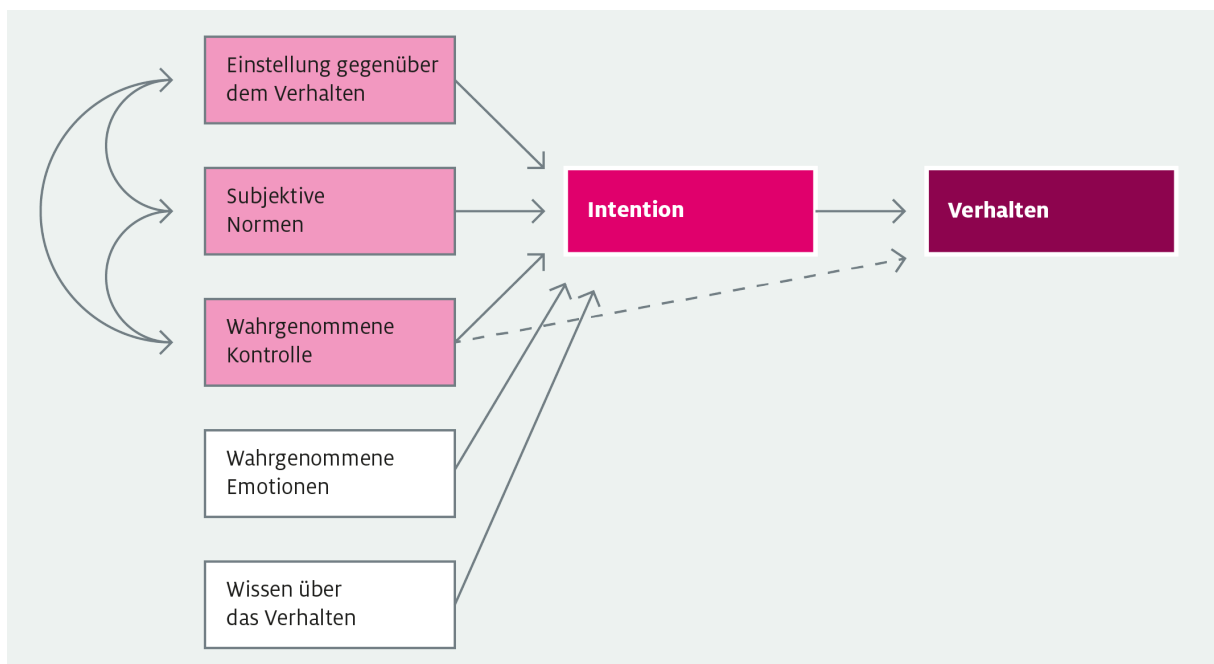 Einstellung gegenüber
dem Verhalten
Subjektive
Normen
Wahrgenommene
Kontrolle
Wahrgenommene
Emotionen
Wissen über
das Verhalten
Intention
Verhalten